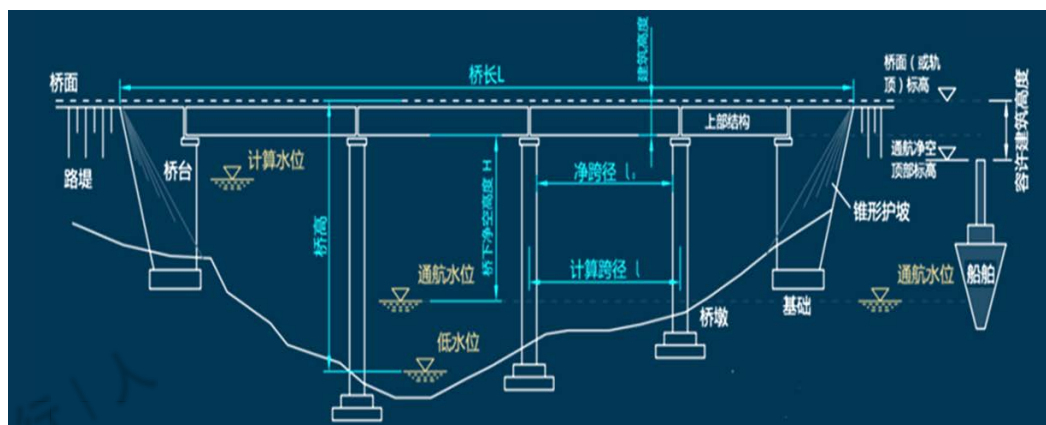 桥面
桥长L
建筑高度
桥面（或轨
顶）标高
容许建筑高度
上部结构
计算水位
桥台
路堤
净跨径 l₀
通航净空
顶部标高
锥形护坡
桥高
桥下净空高度 H
计算跨径 l
通航水位
通航水位
船舶
低水位
桥墩
基础
人